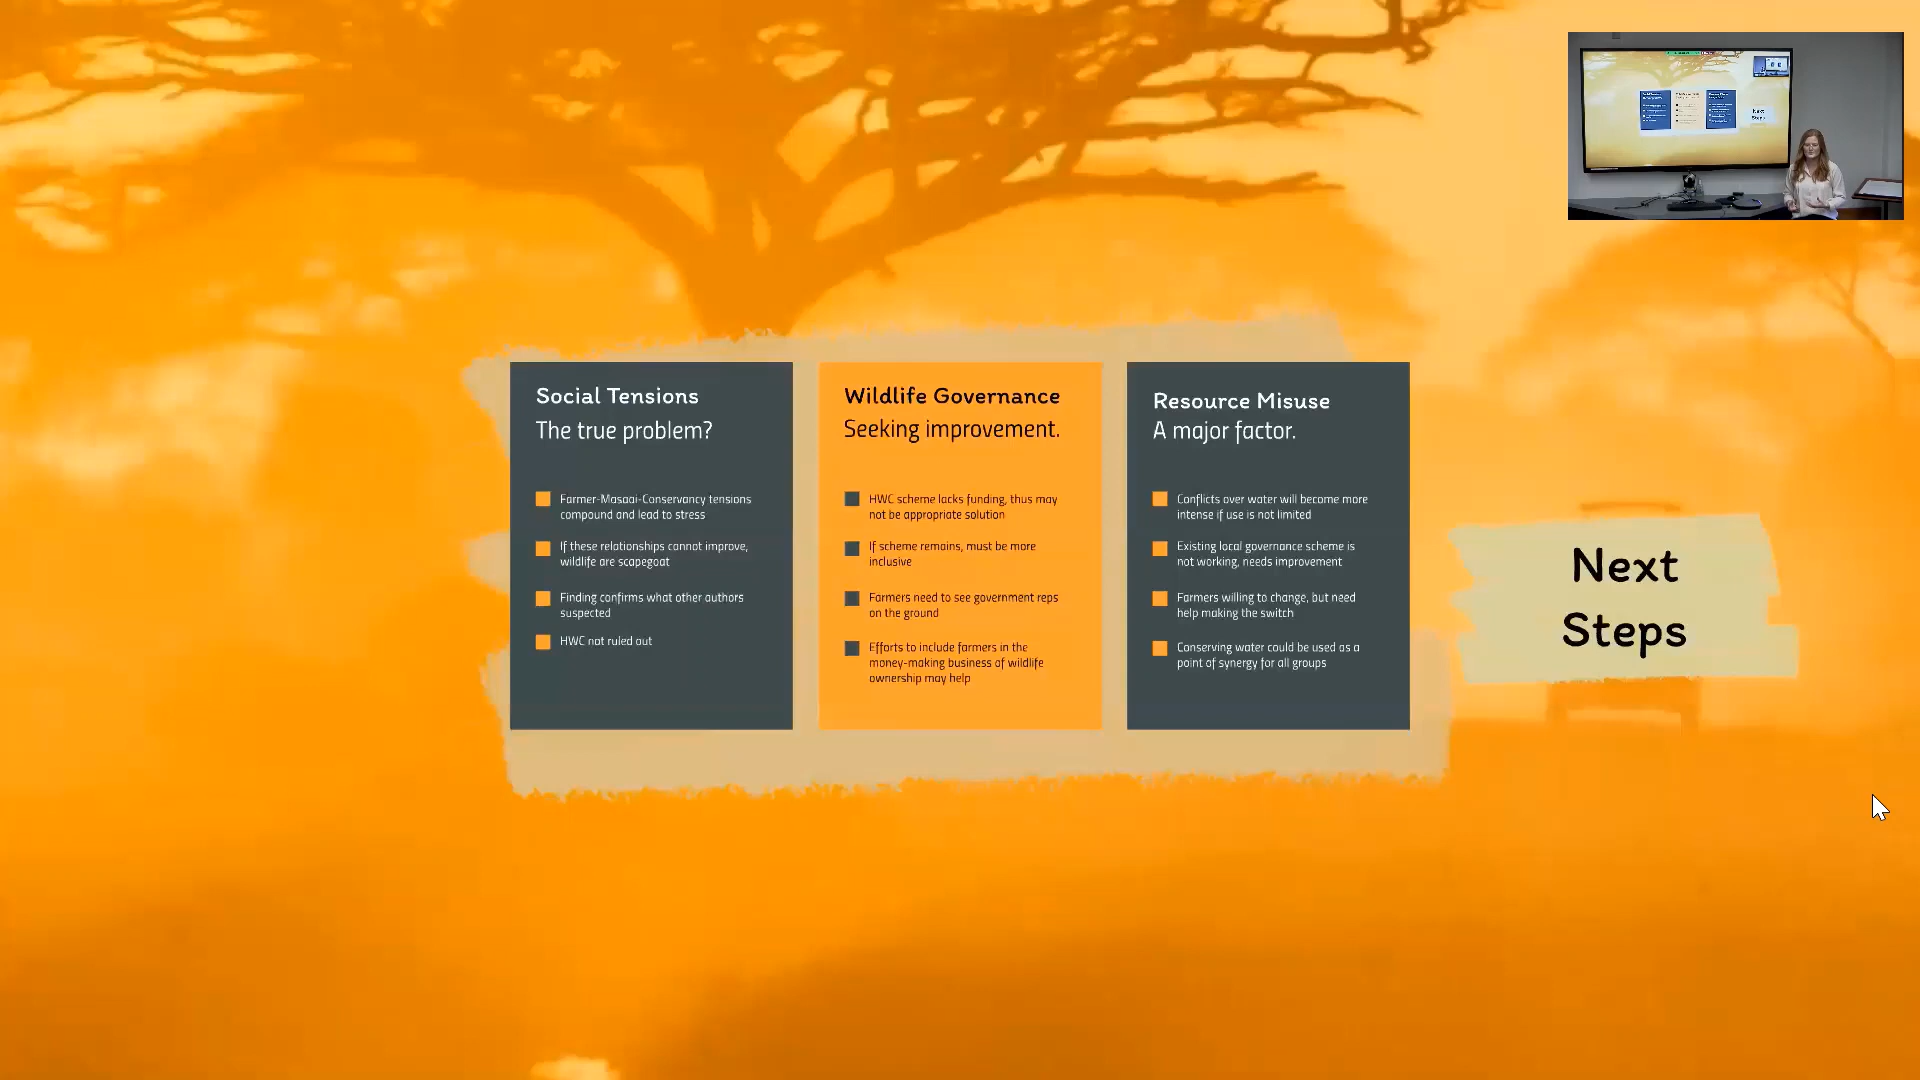 Social Tensions
The true problem?
Farmer-Masaai-Conservancy tensions
compound and lead to stress
If these relationships cannot improve,
wildlife are scapegoat
Finding confirms what other authors
suspected
HWC not ruled out
Wildlife Governance
Seeking improvement.
HWC scheme lacks funding, thus may
not be appropriate solution
If scheme remains, must be more
inclusive
Farmers need to see government reps
on the ground
Efforts to include farmers in the
money-making business of wildlife
ownership may help
Resource Misuse
A major factor.
Conflicts over water will become more
intense if use is not limited
Existing local governance scheme is
not working, needs improvement
Farmers willing to change, but need
help making the switch
Conserving water could be used as a
point of synergy for all groups
Next
Steps
Next
Steps